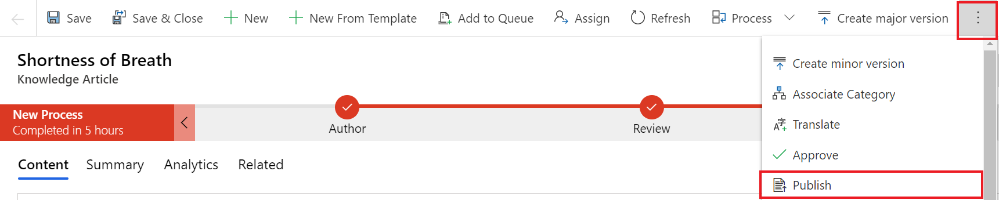 Save
Save & Close
New
New From Template
Add to Queue
Assign
Refresh
Process
Create major version
Shortness of Breath
Knowledge Article
New Process
Completed in 5 hours
Author
Review
Content
Summary
Analytics
Related
Create minor version
Associate Category
Translate
Approve
Publish